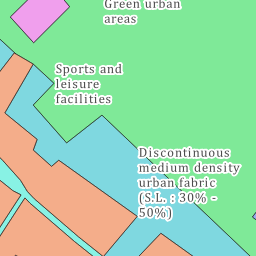 Green urban
areas
Sports and
leisure
facilities
Discontinuous
medium density
urban fabric
(S.L. : 30% -
50%)